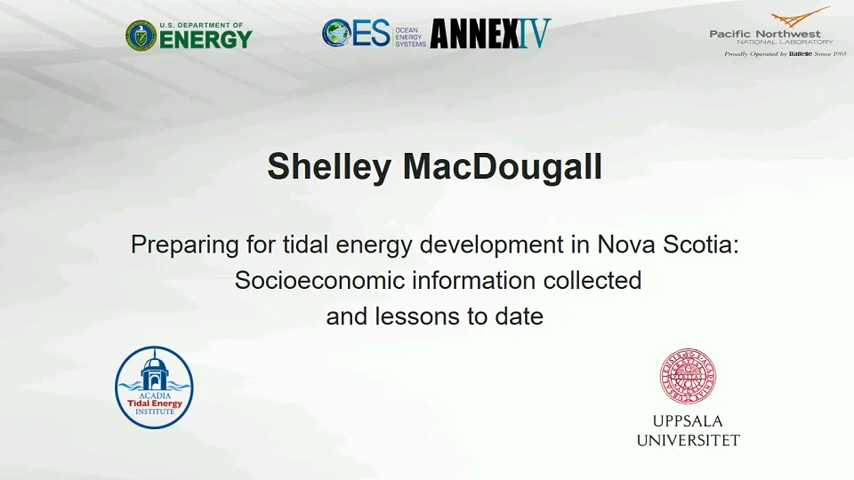 U.S. DEPARTMENT OF
ENERGY
OES OCEAN ENERGY SYSTEMS
ANNEX IV
Pacific Northwest
NATIONAL LABORATORY
Proudly Operated by Battelle Since 1965
Shelley MacDougall
Preparing for tidal energy development in Nova Scotia:
Socioeconomic information collected
and lessons to date
ACADIA
Tidal Energy
INSTITUTE
UPPSALA
UNIVERSITET